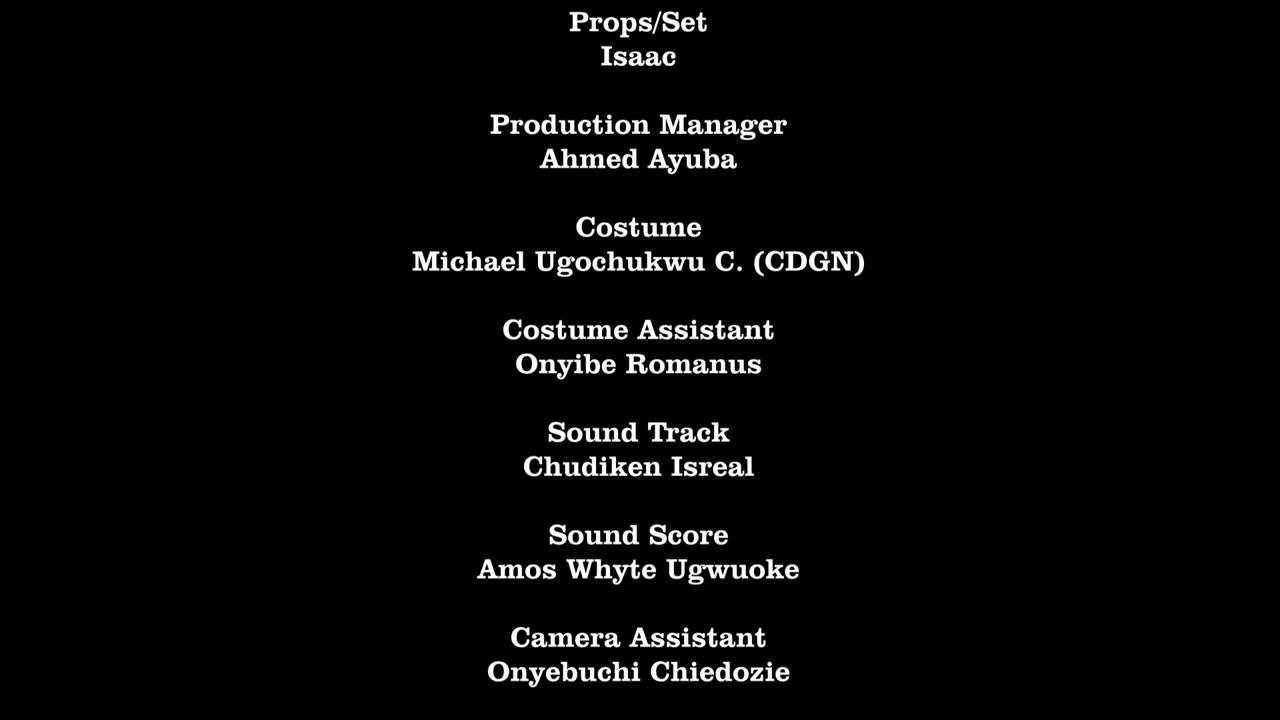 Props/Set
Isaac
Production Manager
Ahmed Ayuba
Costume
Michael Ugochukwu C. (CDGN)
Costume Assistant
Onyibe Romanus
Sound Track
Chudiken Isreal
Sound Score
Amos Whyte Ugwuoke
Camera Assistant
Onyebuchi Chiedozie